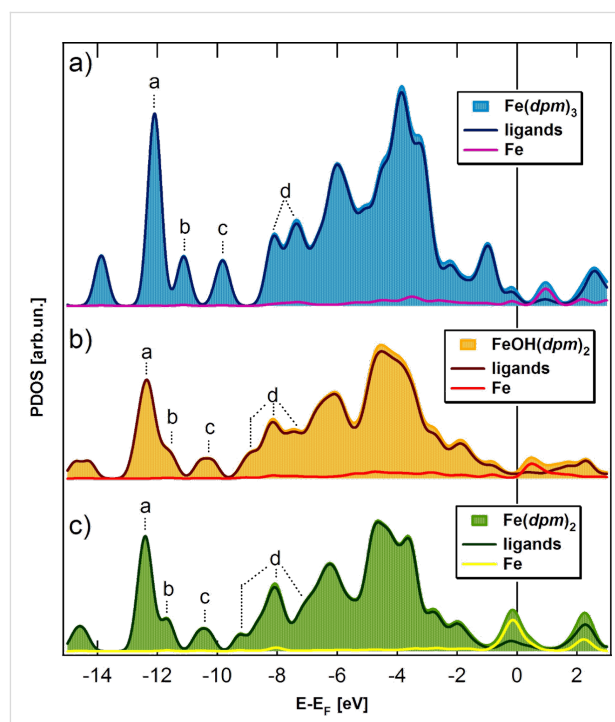 a)
a
b
c
d
Fe(dpm)₃
ligands
Fe
b)
a
b
c
d
FeOH(dpm)₂
ligands
Fe
c)
a
b
c
d
Fe(dpm)₂
ligands
Fe
PDOS [arb.un.]
-14 -12 -10 -8 -6 -4 -2 0 2
E-E_F [eV]